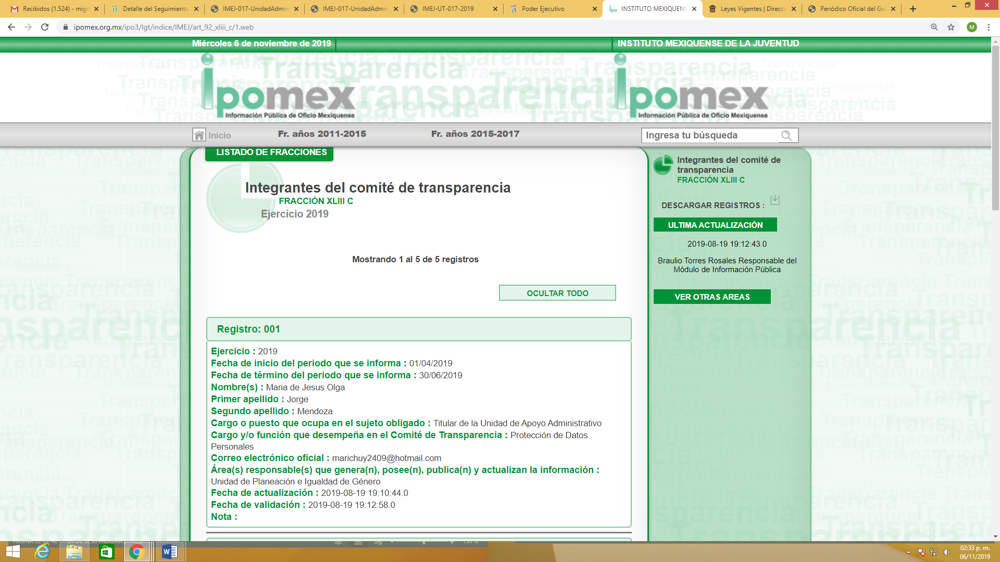 Recibidos (1.524) - migc
Detalle del Seguimiento
IMEJ-017-UnidadAdmin
IMEJ-017-UnidadAdmin
IMEJ-UT-017-2019
Poder Ejecutivo
INSTITUTO MEXIQUENS
Leyes Vigentes | Direcci
Periódico Oficial del Go
ipomex.org.mx/ipo3/lgt/indice/IMEJ/art_92_xliii_c/1.web
M
Miércoles 6 de noviembre de 2019
INSTITUTO MEXIQUENSE DE LA JUVENTUD
Transparencia
ipomex
Información Pública de Oficio Mexiquense
ipomex
Información Pública de Oficio Mexiquense
Inicio
Fr. años 2011-2015
Fr. años 2015-2017
Ingresa tu búsqueda
LISTADO DE FRACCIONES
Integrantes del comité de transparencia
FRACCIÓN XLIII C
Ejercicio 2019
Mostrando 1 al 5 de 5 registros
OCULTAR TODO
Registro: 001
Ejercicio : 2019
Fecha de inicio del periodo que se informa : 01/04/2019
Fecha de término del periodo que se informa : 30/06/2019
Nombre(s) : Maria de Jesus Olga
Primer apellido : Jorge
Segundo apellido : Mendoza
Cargo o puesto que ocupa en el sujeto obligado : Titular de la Unidad de Apoyo Administrativo
Cargo y/o función que desempeña en el Comité de Transparencia : Protección de Datos
Personales
Correo electrónico oficial : marichuy2409@hotmail.com
Área(s) responsable(s) que genera(n), posee(n), publica(n) y actualizan la información :
Unidad de Planeación e Igualdad de Género
Fecha de actualización : 2019-08-19 19:10:44.0
Fecha de validación : 2019-08-19 19:12:58.0
Nota :
Integrantes del comité de
transparencia
FRACCIÓN XLIII C
DESCARGAR REGISTROS :
ULTIMA ACTUALIZACIÓN
2019-08-19 19:12:43.0
Braulio Torres Rosales Responsable del
Módulo de Información Pública
VER OTRAS AREAS
02:33 p. m.
06/11/2019